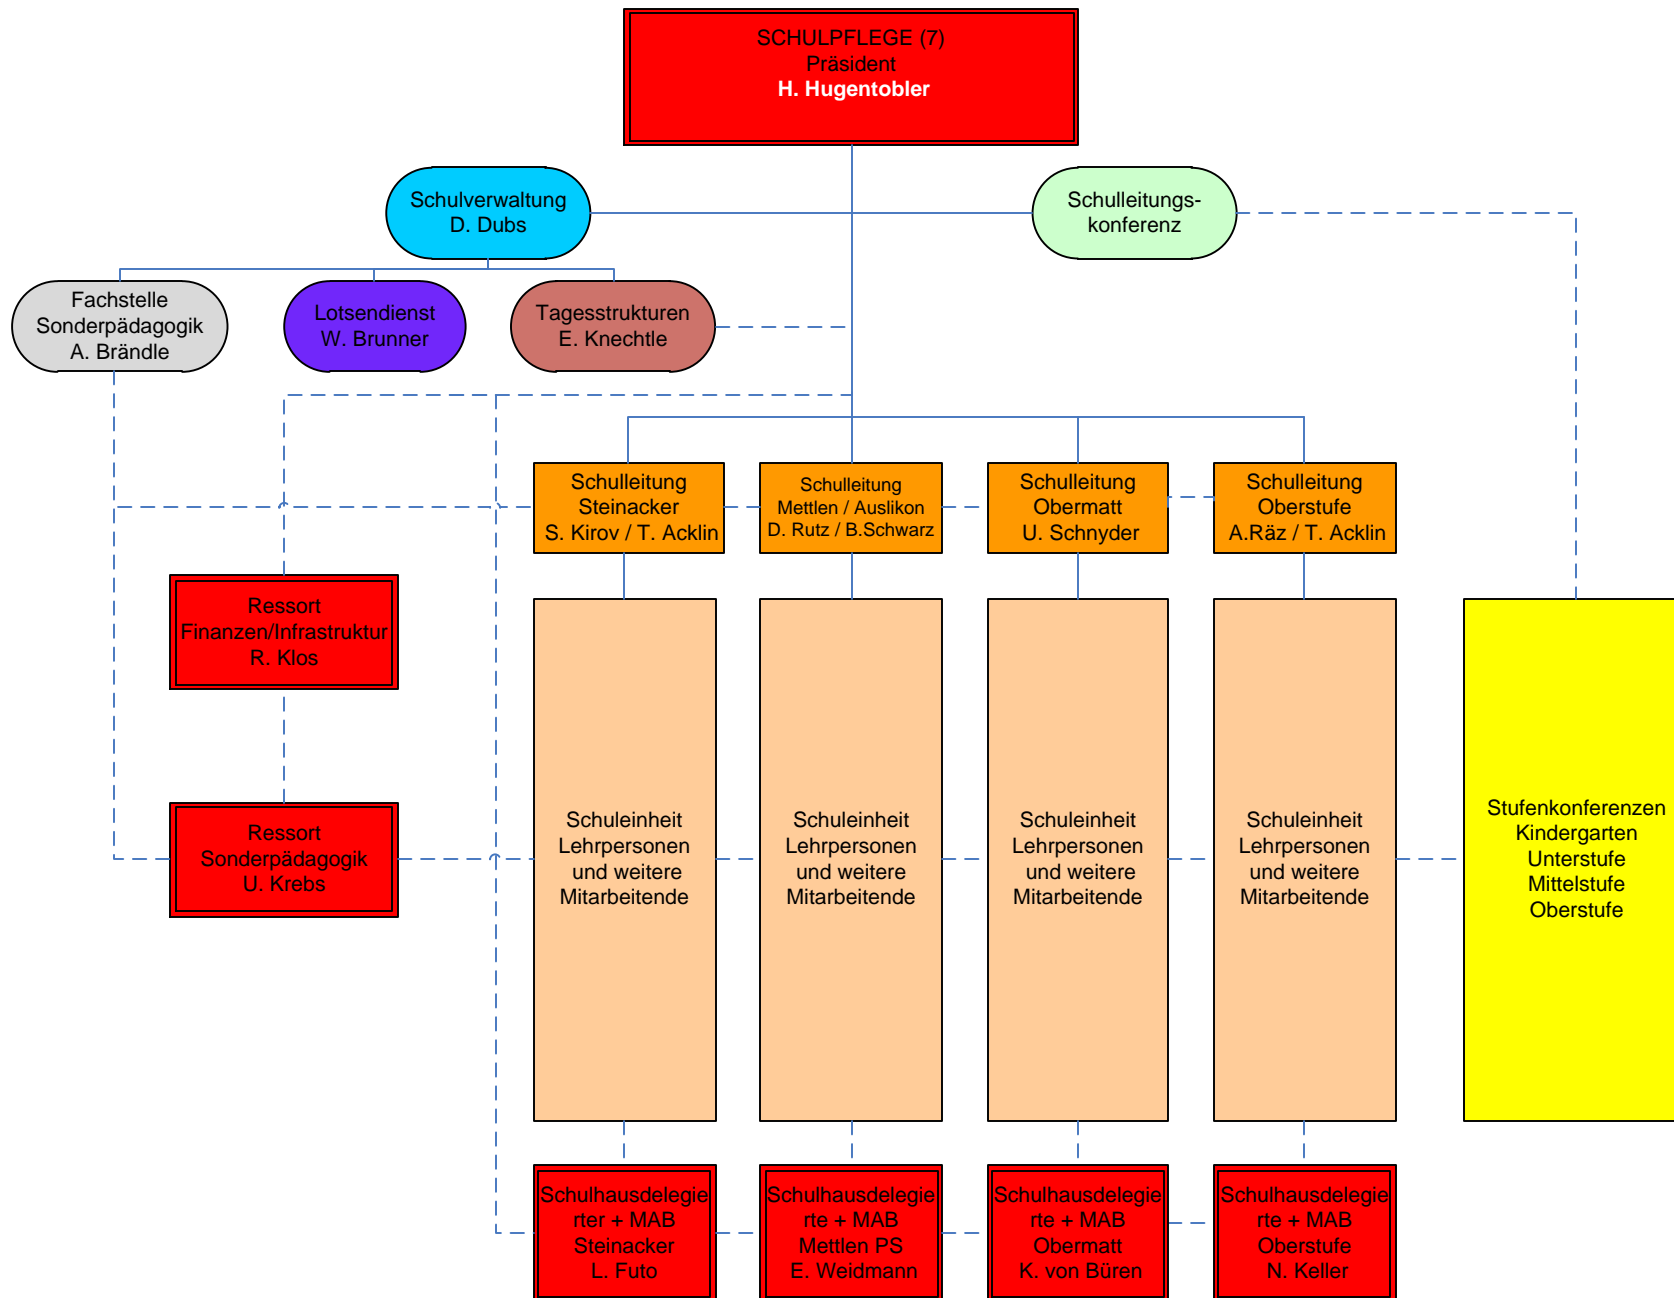 SCHULPFLEGE (7)
Präsident
H. Hugentobler
Schulverwaltung
D. Dubs
Schulleitungs-
konferenz
Fachstelle
Sonderpädagogik
A. Brändle
Lotsendienst
W. Brunner
Tagesstrukturen
E. Knechtle
Schulleitung
Steinacker
S. Kirov / T. Acklin
Schulleitung
Mettlen / Auslikon
D. Rutz / B.Schwarz
Schulleitung
Obermatt
U. Schnyder
Schulleitung
Oberstufe
A.Räz / T. Acklin
Ressort
Finanzen/Infrastruktur
R. Klos
Ressort
Sonderpädagogik
U. Krebs
Schuleinheit
Lehrpersonen
und weitere
Mitarbeitende
Schuleinheit
Lehrpersonen
und weitere
Mitarbeitende
Schuleinheit
Lehrpersonen
und weitere
Mitarbeitende
Schuleinheit
Lehrpersonen
und weitere
Mitarbeitende
Stufenkonferenzen
Kindergarten
Unterstufe
Mittelstufe
Oberstufe
Schulhausdelegie
rter + MAB
Steinacker
L. Futo
Schulhausdelegie
rte + MAB
Mettlen PS
E. Weidmann
Schulhausdelegie
rte + MAB
Obermatt
K. von Büren
Schulhausdelegie
rte + MAB
Oberstufe
N. Keller